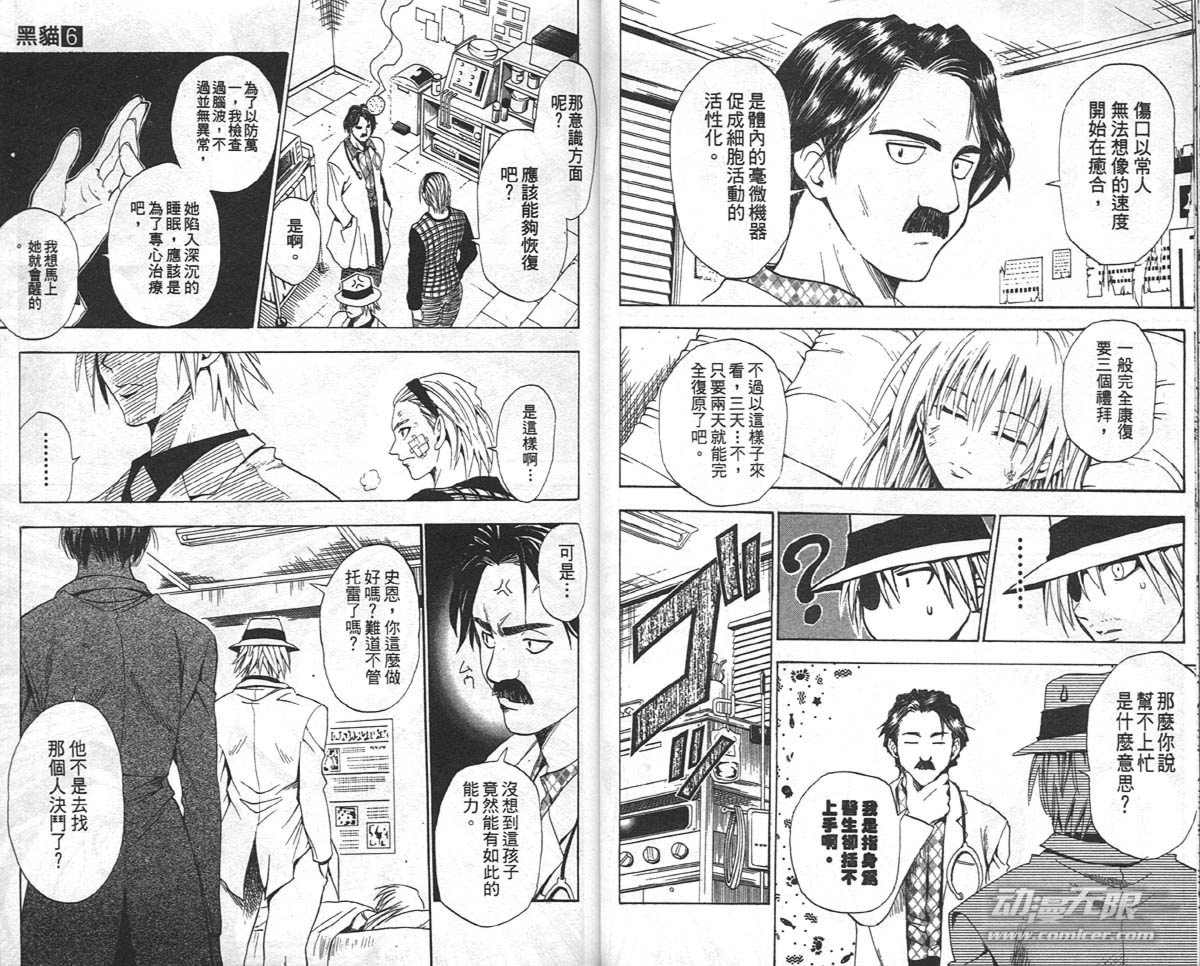 傷口以常人
無法想像的速度
開始在癒合，
是體內的毫微機器
促成細胞活動的
活性化。
一般完全康復
要三個禮拜，
不過以這樣子來
看，三天…不，
只要兩天就能完
全復原了吧。
………
？
那麼你說
幫不上忙
是什麼意思？
我是指身為
醫生卻插不
上手啊。
黑貓6
那意識方面
呢？
應該能夠恢復
吧？
是啊。
為了以防萬
一，我檢查
過腦波，不
過並無異常，
她陷入深沉的
睡眠，應該是
為了專心治療
吧，
我想馬上
她就會醒的
。
是這樣啊…
………
可是…
ムウ
沒想到這孩子
竟然能有如此的
能力。
史恩，你這麼做
好嗎？難道不管
托雷了嗎？
他不是去找
那個人決鬥了？
动漫无限
www.comicer.com